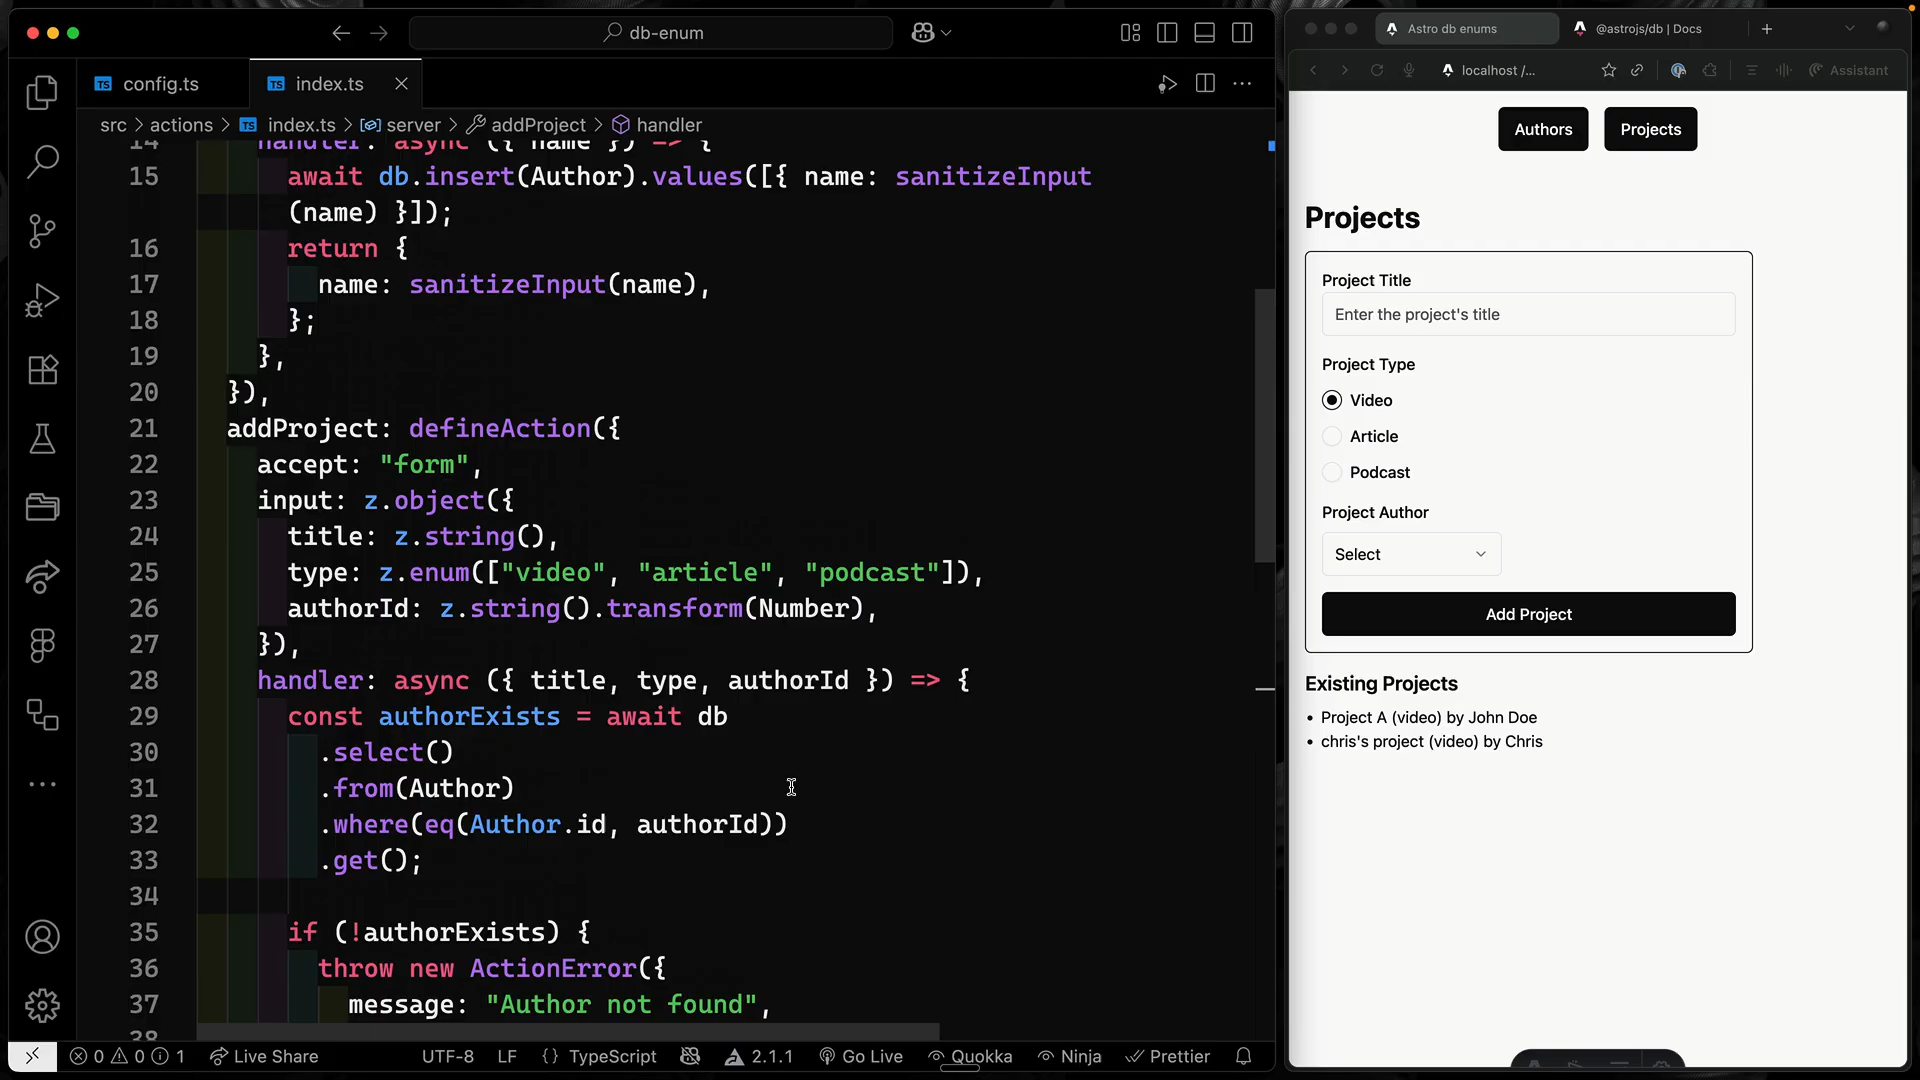 db-enum
config.ts
index.ts
src > actions > index.ts > server > addProject > handler
14 handler: async ({ name }) => {
15 await db.insert(Author).values([{ name: sanitizeInput
(name) }]);
16 return {
17 name: sanitizeInput(name),
18 };
19 },
20 }),
21 addProject: defineAction({
22 accept: "form",
23 input: z.object({
24 title: z.string(),
25 type: z.enum(["video", "article", "podcast"]),
26 authorId: z.string().transform(Number),
27 }),
28 handler: async ({ title, type, authorId }) => {
29 const authorExists = await db
30 .select()
31 .from(Author)
32 .where(eq(Author.id, authorId))
33 .get();
34
35 if (!authorExists) {
36 throw new ActionError({
37 message: "Author not found",
38
0 0 1 Live Share UTF-8 LF {} TypeScript 2.1.1 Go Live Quokka Ninja Prettier
Astro db enums
@astrojs/db | Docs
localhost /...
Assistant
Authors
Projects
Projects
Project Title
Enter the project's title
Project Type
Video
Article
Podcast
Project Author
Select
Add Project
Existing Projects
• Project A (video) by John Doe
• chris's project (video) by Chris